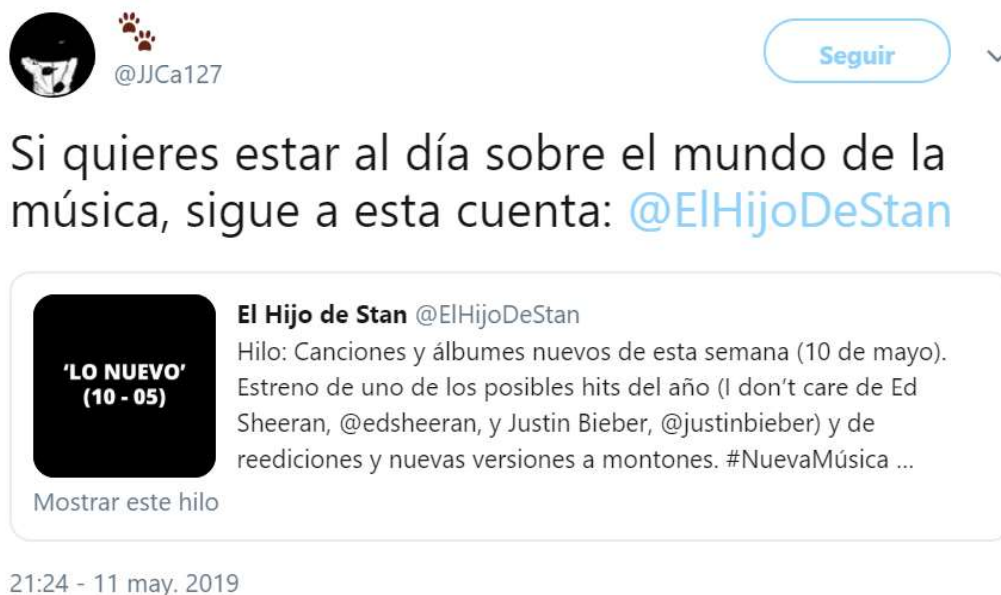 @JJCa127
Seguir
Si quieres estar al día sobre el mundo de la
música, sigue a esta cuenta: @ElHijoDeStan
'LO NUEVO'
(10 - 05)
El Hijo de Stan @ElHijoDeStan
Hilo: Canciones y álbumes nuevos de esta semana (10 de mayo).
Estreno de uno de los posibles hits del año (I don't care de Ed
Sheeran, @edsheeran, y Justin Bieber, @justinbieber) y de
reediciones y nuevas versiones a montones. #NuevaMúsica ...
Mostrar este hilo
21:24 - 11 may. 2019